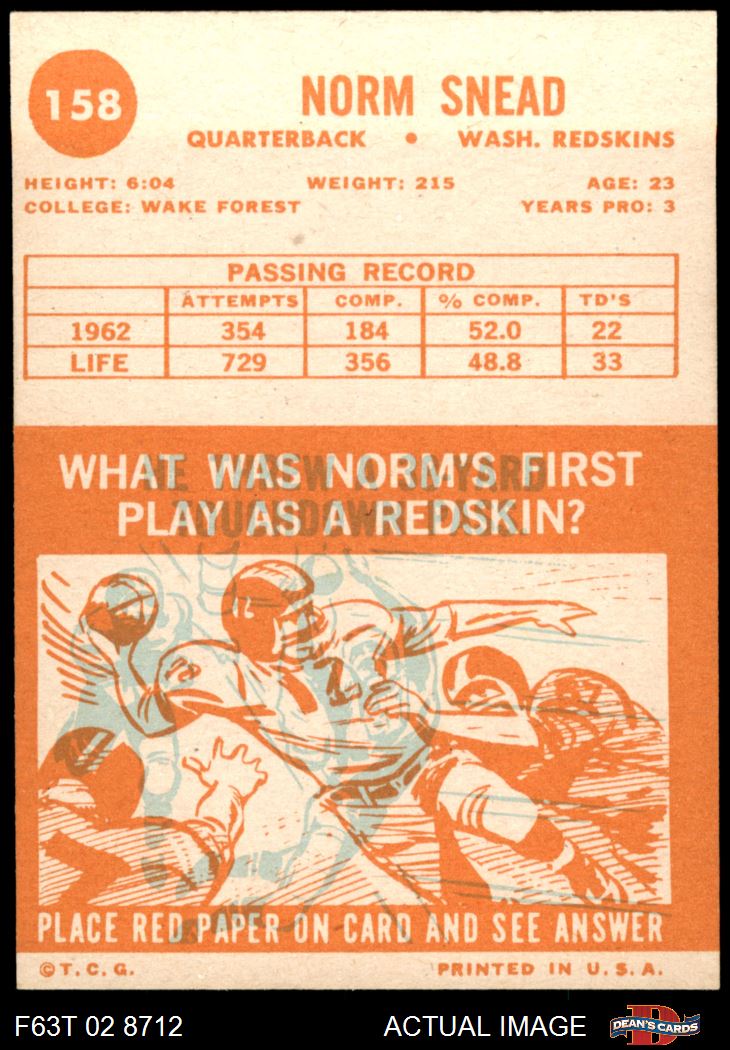 158
NORM SNEAD
QUARTERBACK • WASH. REDSKINS
HEIGHT: 6:04 WEIGHT: 215 AGE: 23
COLLEGE: WAKE FOREST YEARS PRO: 3
PASSING RECORD
ATTEMPTS COMP. % COMP. TD'S
1962 354 184 52.0 22
LIFE 729 356 48.8 33
WHAT WAS NORM'S FIRST
PLAY AS A REDSKIN?
HE THREW A
TOUCHDOWN
PLACE RED PAPER ON CARD AND SEE ANSWER
©T.C.G. PRINTED IN U.S.A.
F63T 02 8712 ACTUAL IMAGE
D
DEAN'S CARDS